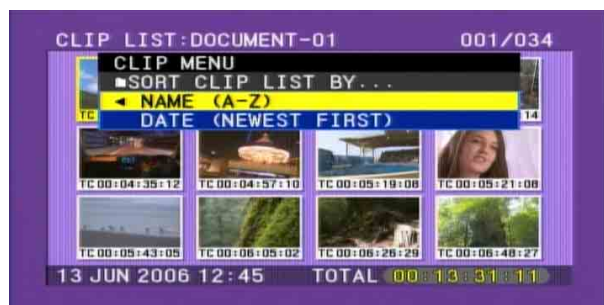 CLIP LIST:DOCUMENT-01 001/034
CLIP MENU
SORT CLIP LIST BY...
NAME (A-Z)
DATE (NEWEST FIRST)
TC 14
TC 00:04:35:12 TC 00:04:57:10 TC 00:05:19:08 TC 00:05:21:08
TC 00:05:43:05 TC 00:06:05:02 TC 00:06:26:29 TC 00:06:48:27
13 JUN 2006 12:45 TOTAL 00:13:31:11